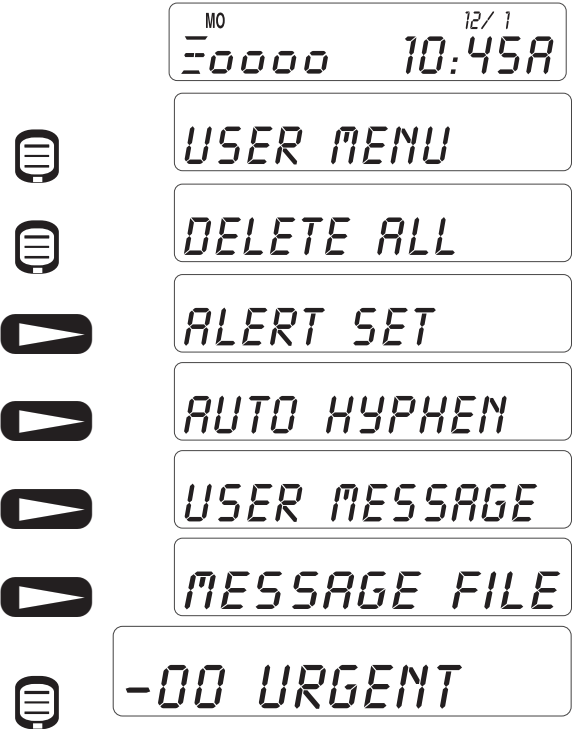 MO 12/ 1
oooo 10:45A
USER MENU
DELETE ALL
ALERT SET
AUTO HYPHEN
USER MESSAGE
MESSAGE FILE
-00 URGENT